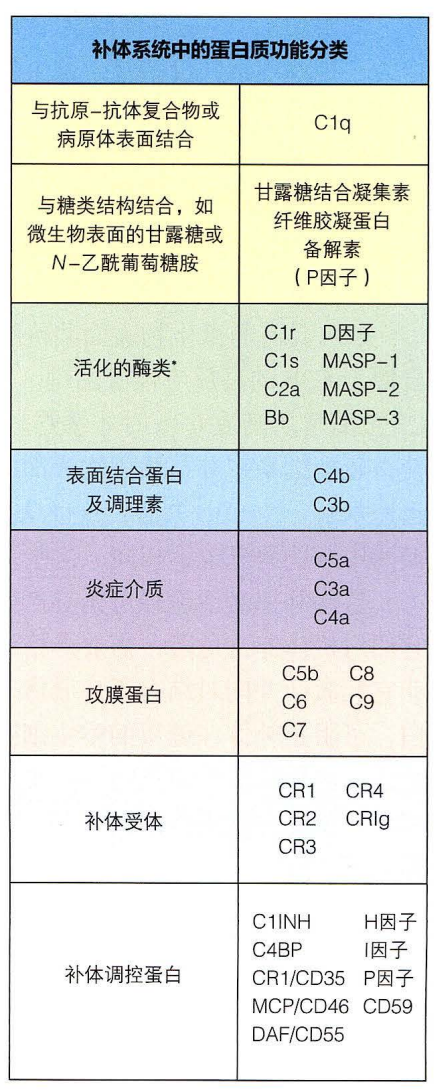 补体系统中的蛋白质功能分类
与抗原-抗体复合物或
病原体表面结合
C1q
与糖类结构结合，如
微生物表面的甘露糖或
N-乙酰葡萄糖胺
甘露糖结合凝集素
纤维胶凝蛋白
备解素
（P因子）
活化的酶类*
C1r D因子
C1s MASP-1
C2a MASP-2
Bb MASP-3
表面结合蛋白
及调理素
C4b
C3b
炎症介质
C5a
C3a
C4a
攻膜蛋白
C5b C8
C6 C9
C7
补体受体
CR1 CR4
CR2 CRIg
CR3
补体调控蛋白
C1INH H因子
C4BP I因子
CR1/CD35 P因子
MCP/CD46 CD59
DAF/CD55